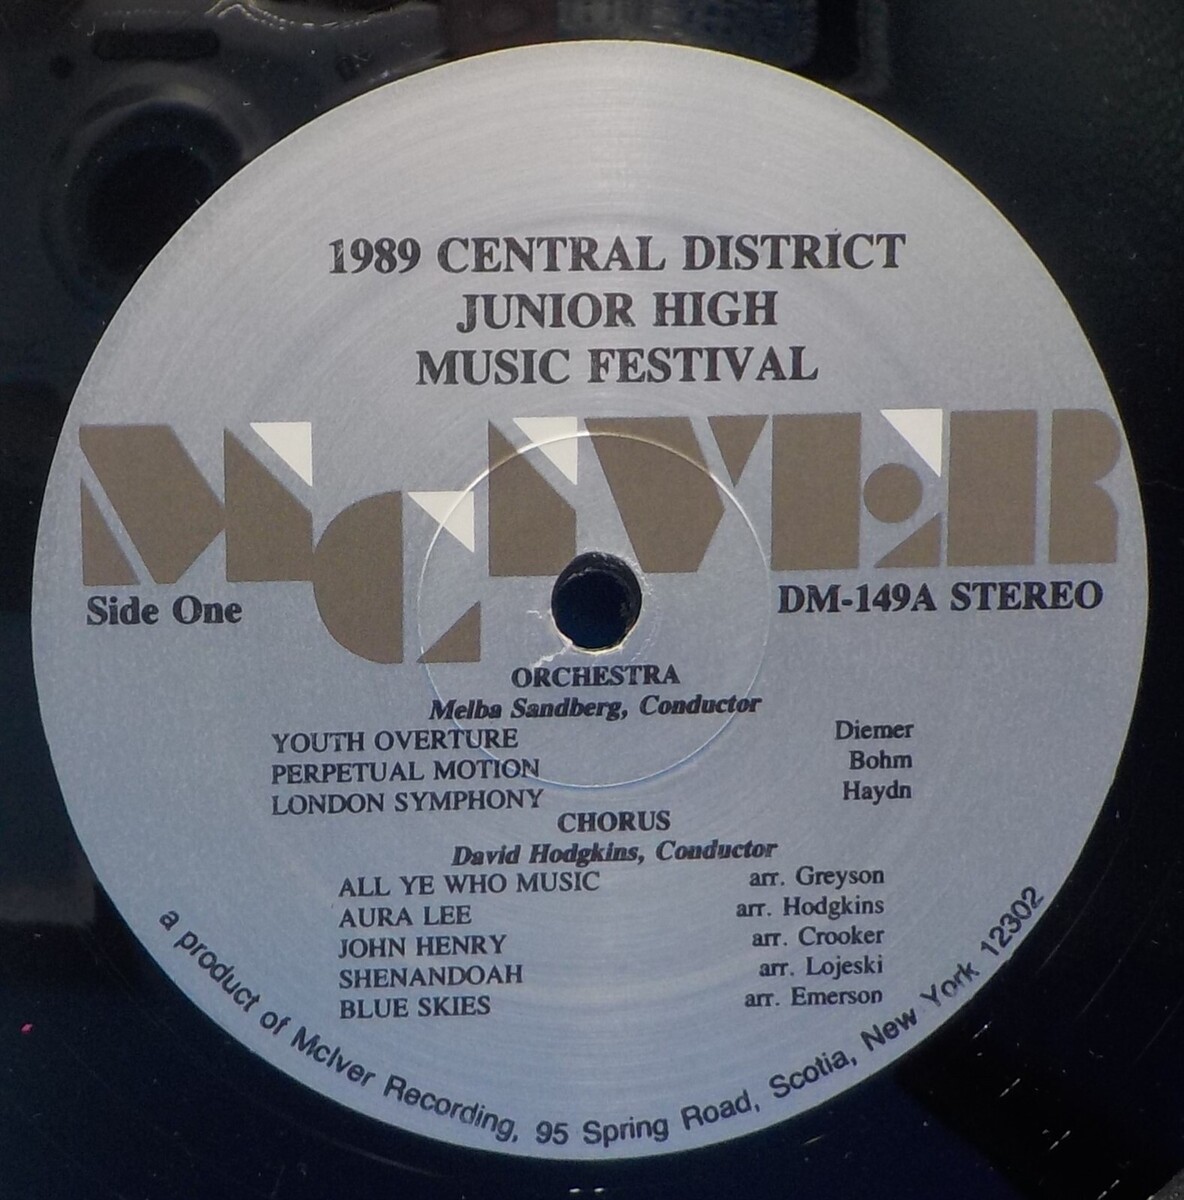 1989 CENTRAL DISTRICT
JUNIOR HIGH
MUSIC FESTIVAL
McIVER
Side One
DM-149A STEREO
ORCHESTRA
Melba Sandberg, Conductor
YOUTH OVERTURE Diemer
PERPETUAL MOTION Bohm
LONDON SYMPHONY Haydn
CHORUS
David Hodgkins, Conductor
ALL YE WHO MUSIC arr. Greyson
AURA LEE arr. Hodgkins
JOHN HENRY arr. Crooker
SHENANDOAH arr. Lojeski
BLUE SKIES arr. Emerson
a product of McIver Recording, 95 Spring Road, Scotia, New York 12302